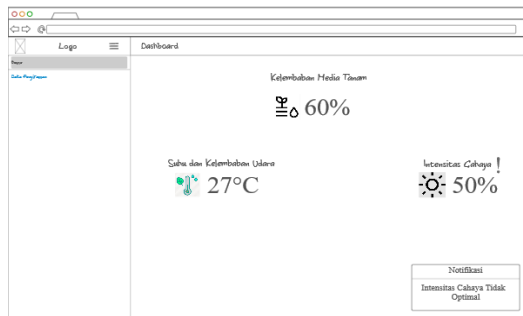 Logo
Dashboard
Kelembaban Media Tanam
60%
Suhu dan Kelembaban Udara
27°C
Intensitas Cahaya !
50%
Notifikasi
Intensitas Cahaya Tidak
Optimal